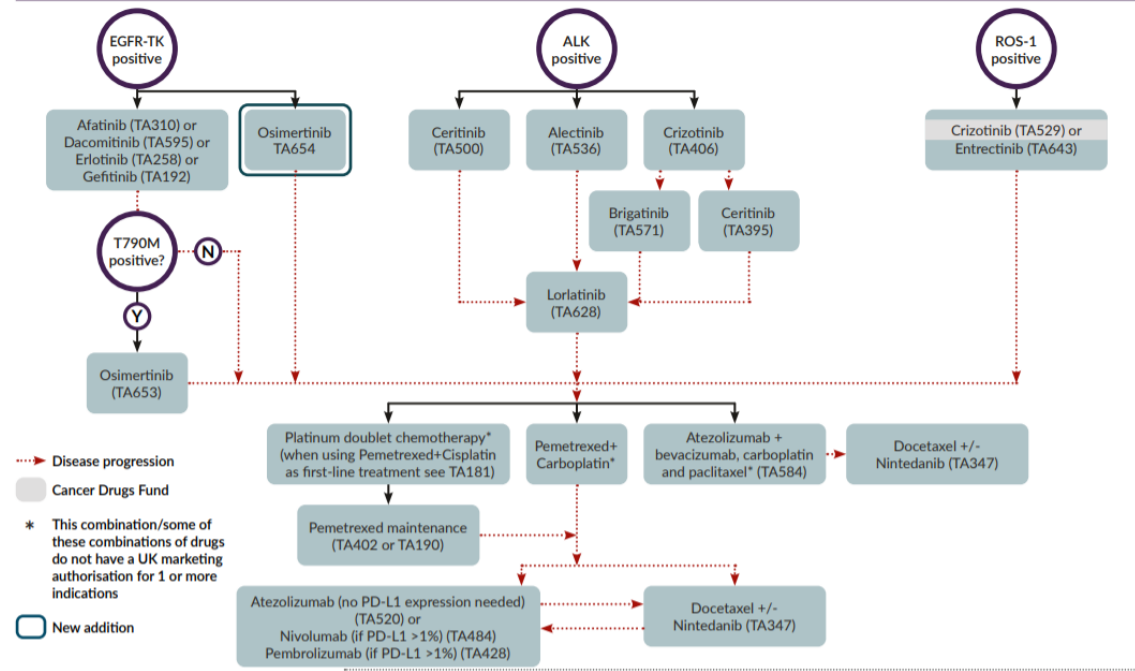 EGFR-TK
positive
ALK
positive
ROS-1
positive
Afatinib (TA310) or
Dacomitinib (TA595) or
Erlotinib (TA258) or
Gefitinib (TA192)
Osimertinib
TA654
Ceritinib
(TA500)
Alectinib
(TA536)
Crizotinib
(TA406)
Crizotinib (TA529) or
Entrectinib (TA643)
Brigatinib
(TA571)
Ceritinib
(TA395)
T790M
positive?
N
Y
Lorlatinib
(TA628)
Osimertinib
(TA653)
Platinum doublet chemotherapy*
(when using Pemetrexed+Cisplatin
as first-line treatment see TA181)
Pemetrexed+
Carboplatin*
Atezolizumab +
bevacizumab, carboplatin
and paclitaxel* (TA584)
Docetaxel +/-
Nintedanib (TA347)
Pemetrexed maintenance
(TA402 or TA190)
Atezolizumab (no PD-L1 expression needed)
(TA520) or
Nivolumab (if PD-L1 >1%) (TA484)
Pembrolizumab (if PD-L1 >1%) (TA428)
Docetaxel +/-
Nintedanib (TA347)
Disease progression
Cancer Drugs Fund
* This combination/some of
these combinations of drugs
do not have a UK marketing
authorisation for 1 or more
indications
New addition